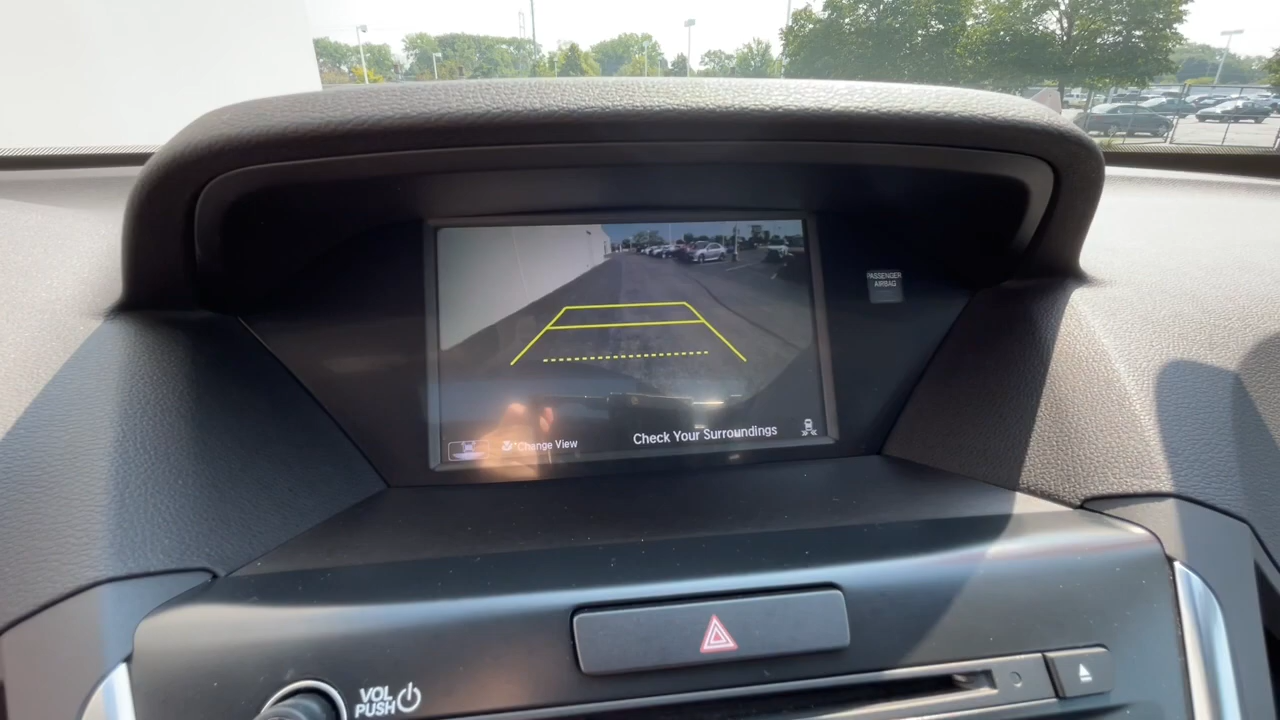 PASSENGER
AIRBAG
Change View
Check Your Surroundings
VOL
PUSH